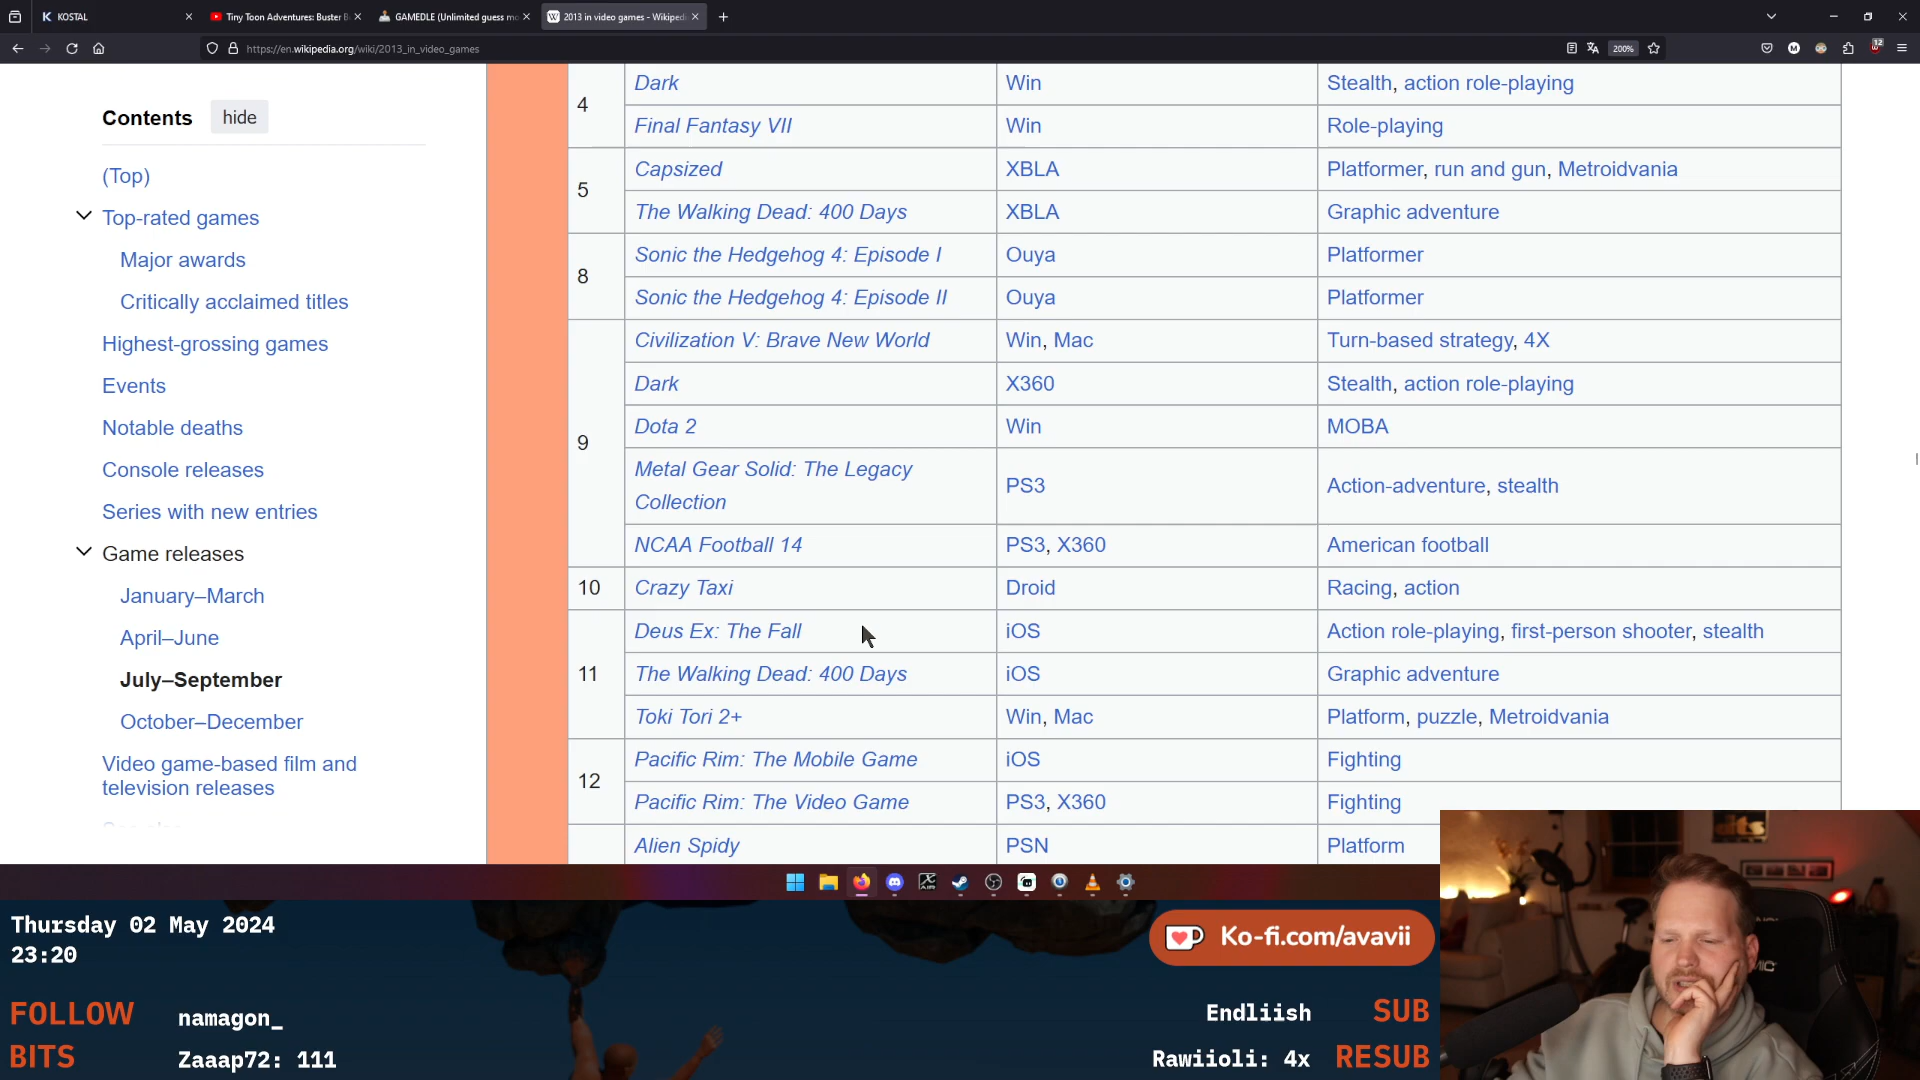 KOSTAL
Tiny Toon Adventures: Buster B
GAMEDLE (Unlimited guess mo
2013 in video games - Wikiped
https://en.wikipedia.org/wiki/2013_in_video_games
200%
12
Contents
hide
(Top)
Top-rated games
Major awards
Critically acclaimed titles
Highest-grossing games
Events
Notable deaths
Console releases
Series with new entries
Game releases
January–March
April–June
July–September
October–December
Video game-based film and
television releases
4
Dark
Win
Stealth, action role-playing
Final Fantasy VII
Win
Role-playing
5
Capsized
XBLA
Platformer, run and gun, Metroidvania
The Walking Dead: 400 Days
XBLA
Graphic adventure
8
Sonic the Hedgehog 4: Episode I
Ouya
Platformer
Sonic the Hedgehog 4: Episode II
Ouya
Platformer
9
Civilization V: Brave New World
Win, Mac
Turn-based strategy, 4X
Dark
X360
Stealth, action role-playing
Dota 2
Win
MOBA
Metal Gear Solid: The Legacy
Collection
PS3
Action-adventure, stealth
NCAA Football 14
PS3, X360
American football
10
Crazy Taxi
Droid
Racing, action
11
Deus Ex: The Fall
iOS
Action role-playing, first-person shooter, stealth
The Walking Dead: 400 Days
iOS
Graphic adventure
Toki Tori 2+
Win, Mac
Platform, puzzle, Metroidvania
12
Pacific Rim: The Mobile Game
iOS
Fighting
Pacific Rim: The Video Game
PS3, X360
Fighting
Alien Spidy
PSN
Platform
Thursday 02 May 2024
23:20
Ko-fi.com/avavii
FOLLOW
namagon_
BITS
Zaaap72: 111
Endliish
SUB
Rawiioli: 4x
RESUB